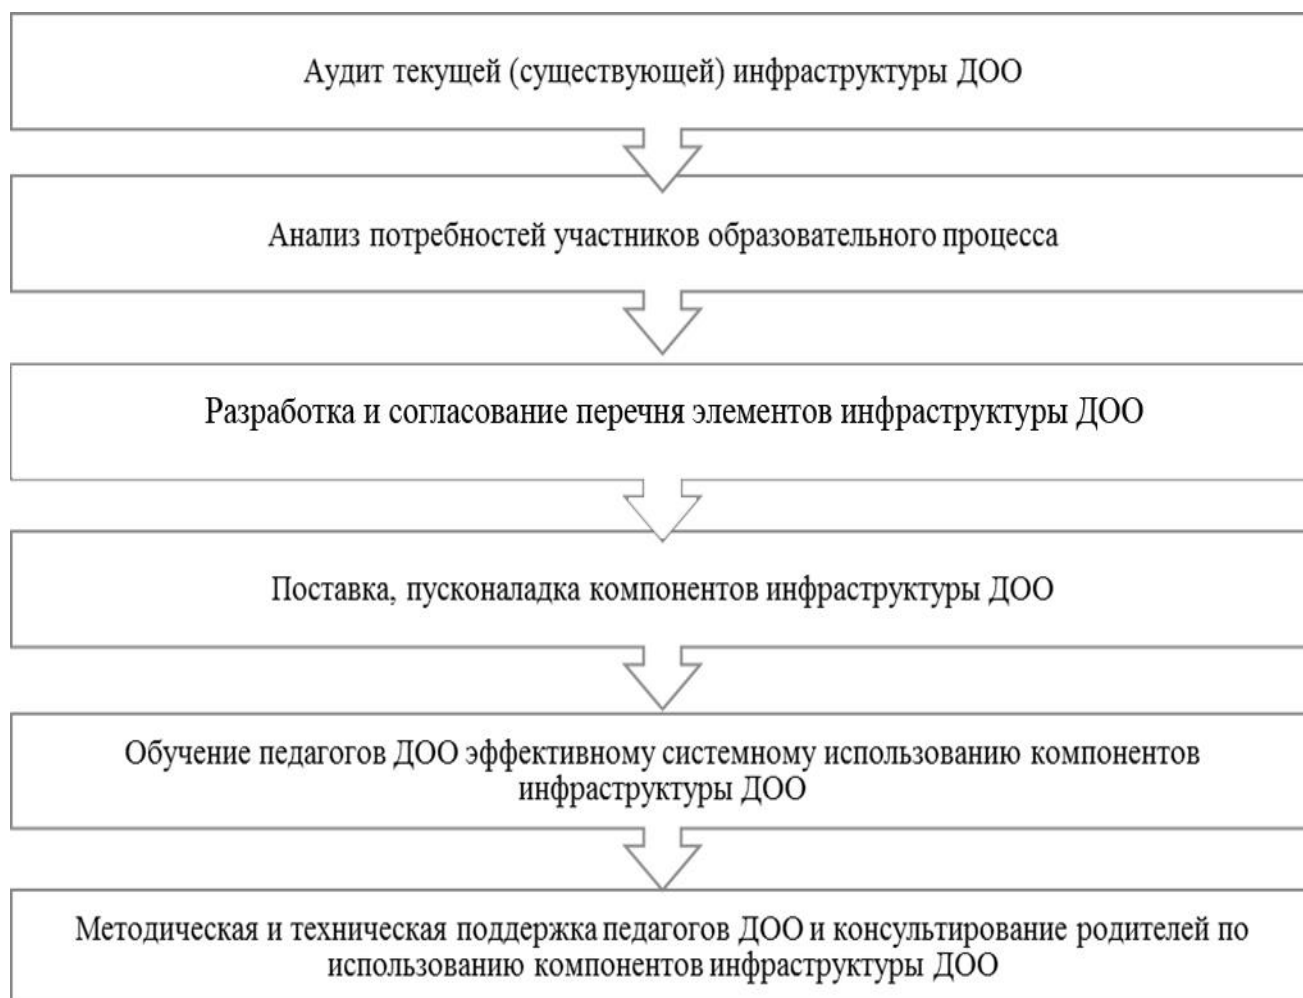 Аудит текущей (существующей) инфраструктуры ДОО
Анализ потребностей участников образовательного процесса
Разработка и согласование перечня элементов инфраструктуры ДОО
Поставка, пусконаладка компонентов инфраструктуры ДОО
Обучение педагогов ДОО эффективному системному использованию компонентов
инфраструктуры ДОО
Методическая и техническая поддержка педагогов ДОО и консультирование родителей по
использованию компонентов инфраструктуры ДОО